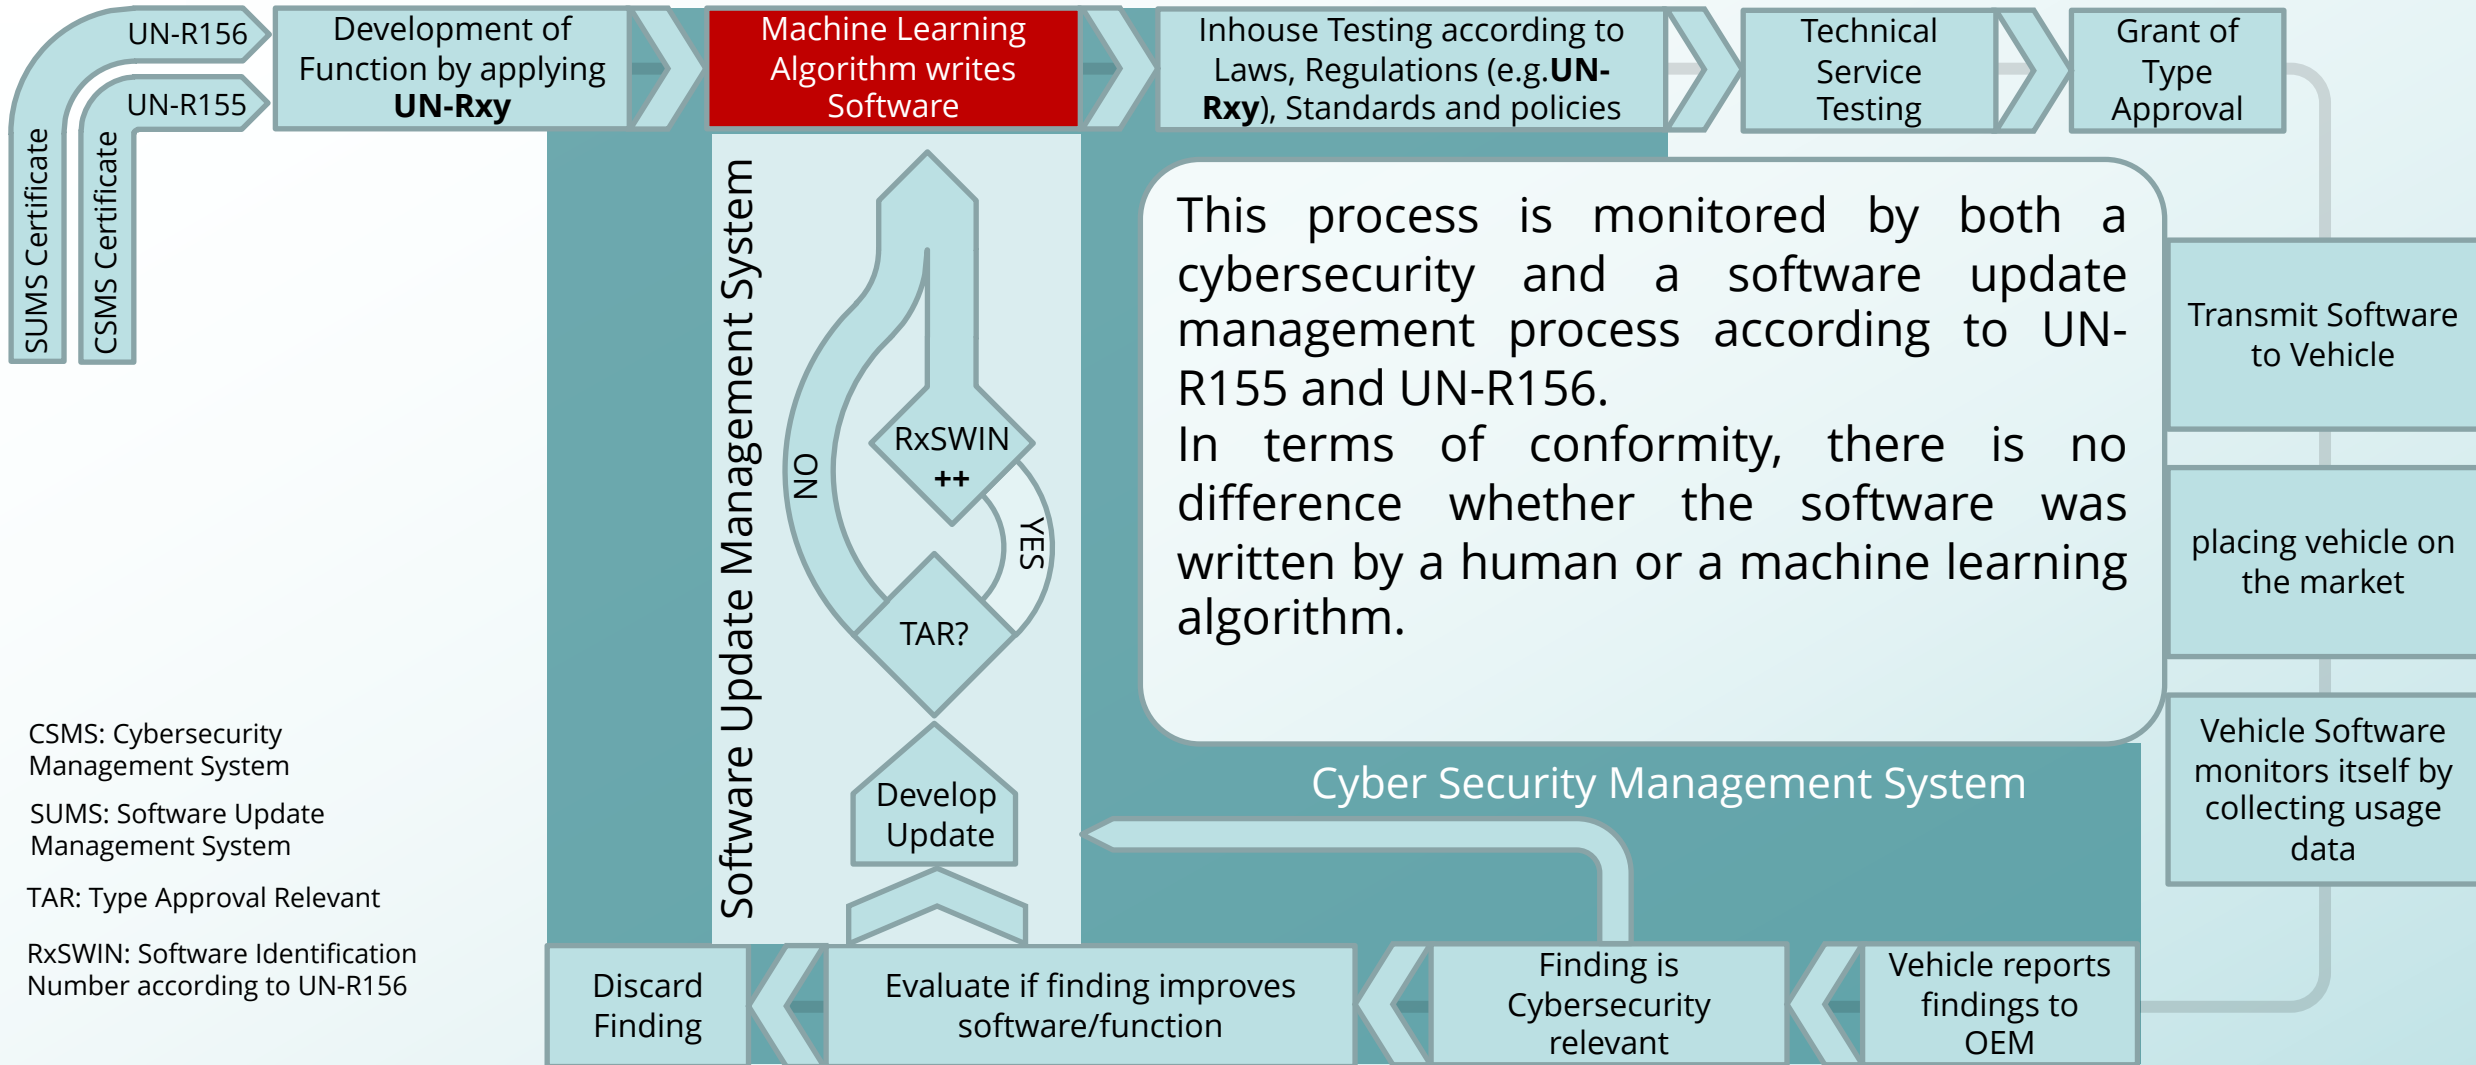 UN-R156
UN-R155
SUMS Certificate
CSMS Certificate
Development of
Function by applying
UN-Rxy
Machine Learning
Algorithm writes
Software
Inhouse Testing according to
Laws, Regulations (e.g.UN-
Rxy), Standards and policies
Technical
Service
Testing
Grant of
Type
Approval
Software Update Management System
NO
RxSWIN
++
YES
TAR?
Develop
Update
This process is monitored by both a
cybersecurity and a software update
management process according to UN-
R155 and UN-R156.
In terms of conformity, there is no
difference whether the software was
written by a human or a machine learning
algorithm.
Transmit Software
to Vehicle
placing vehicle on
the market
Vehicle Software
monitors itself by
collecting usage
data
Cyber Security Management System
CSMS: Cybersecurity
Management System
SUMS: Software Update
Management System
TAR: Type Approval Relevant
RxSWIN: Software Identification
Number according to UN-R156
Discard
Finding
Evaluate if finding improves
software/function
Finding is
Cybersecurity
relevant
Vehicle reports
findings to
OEM